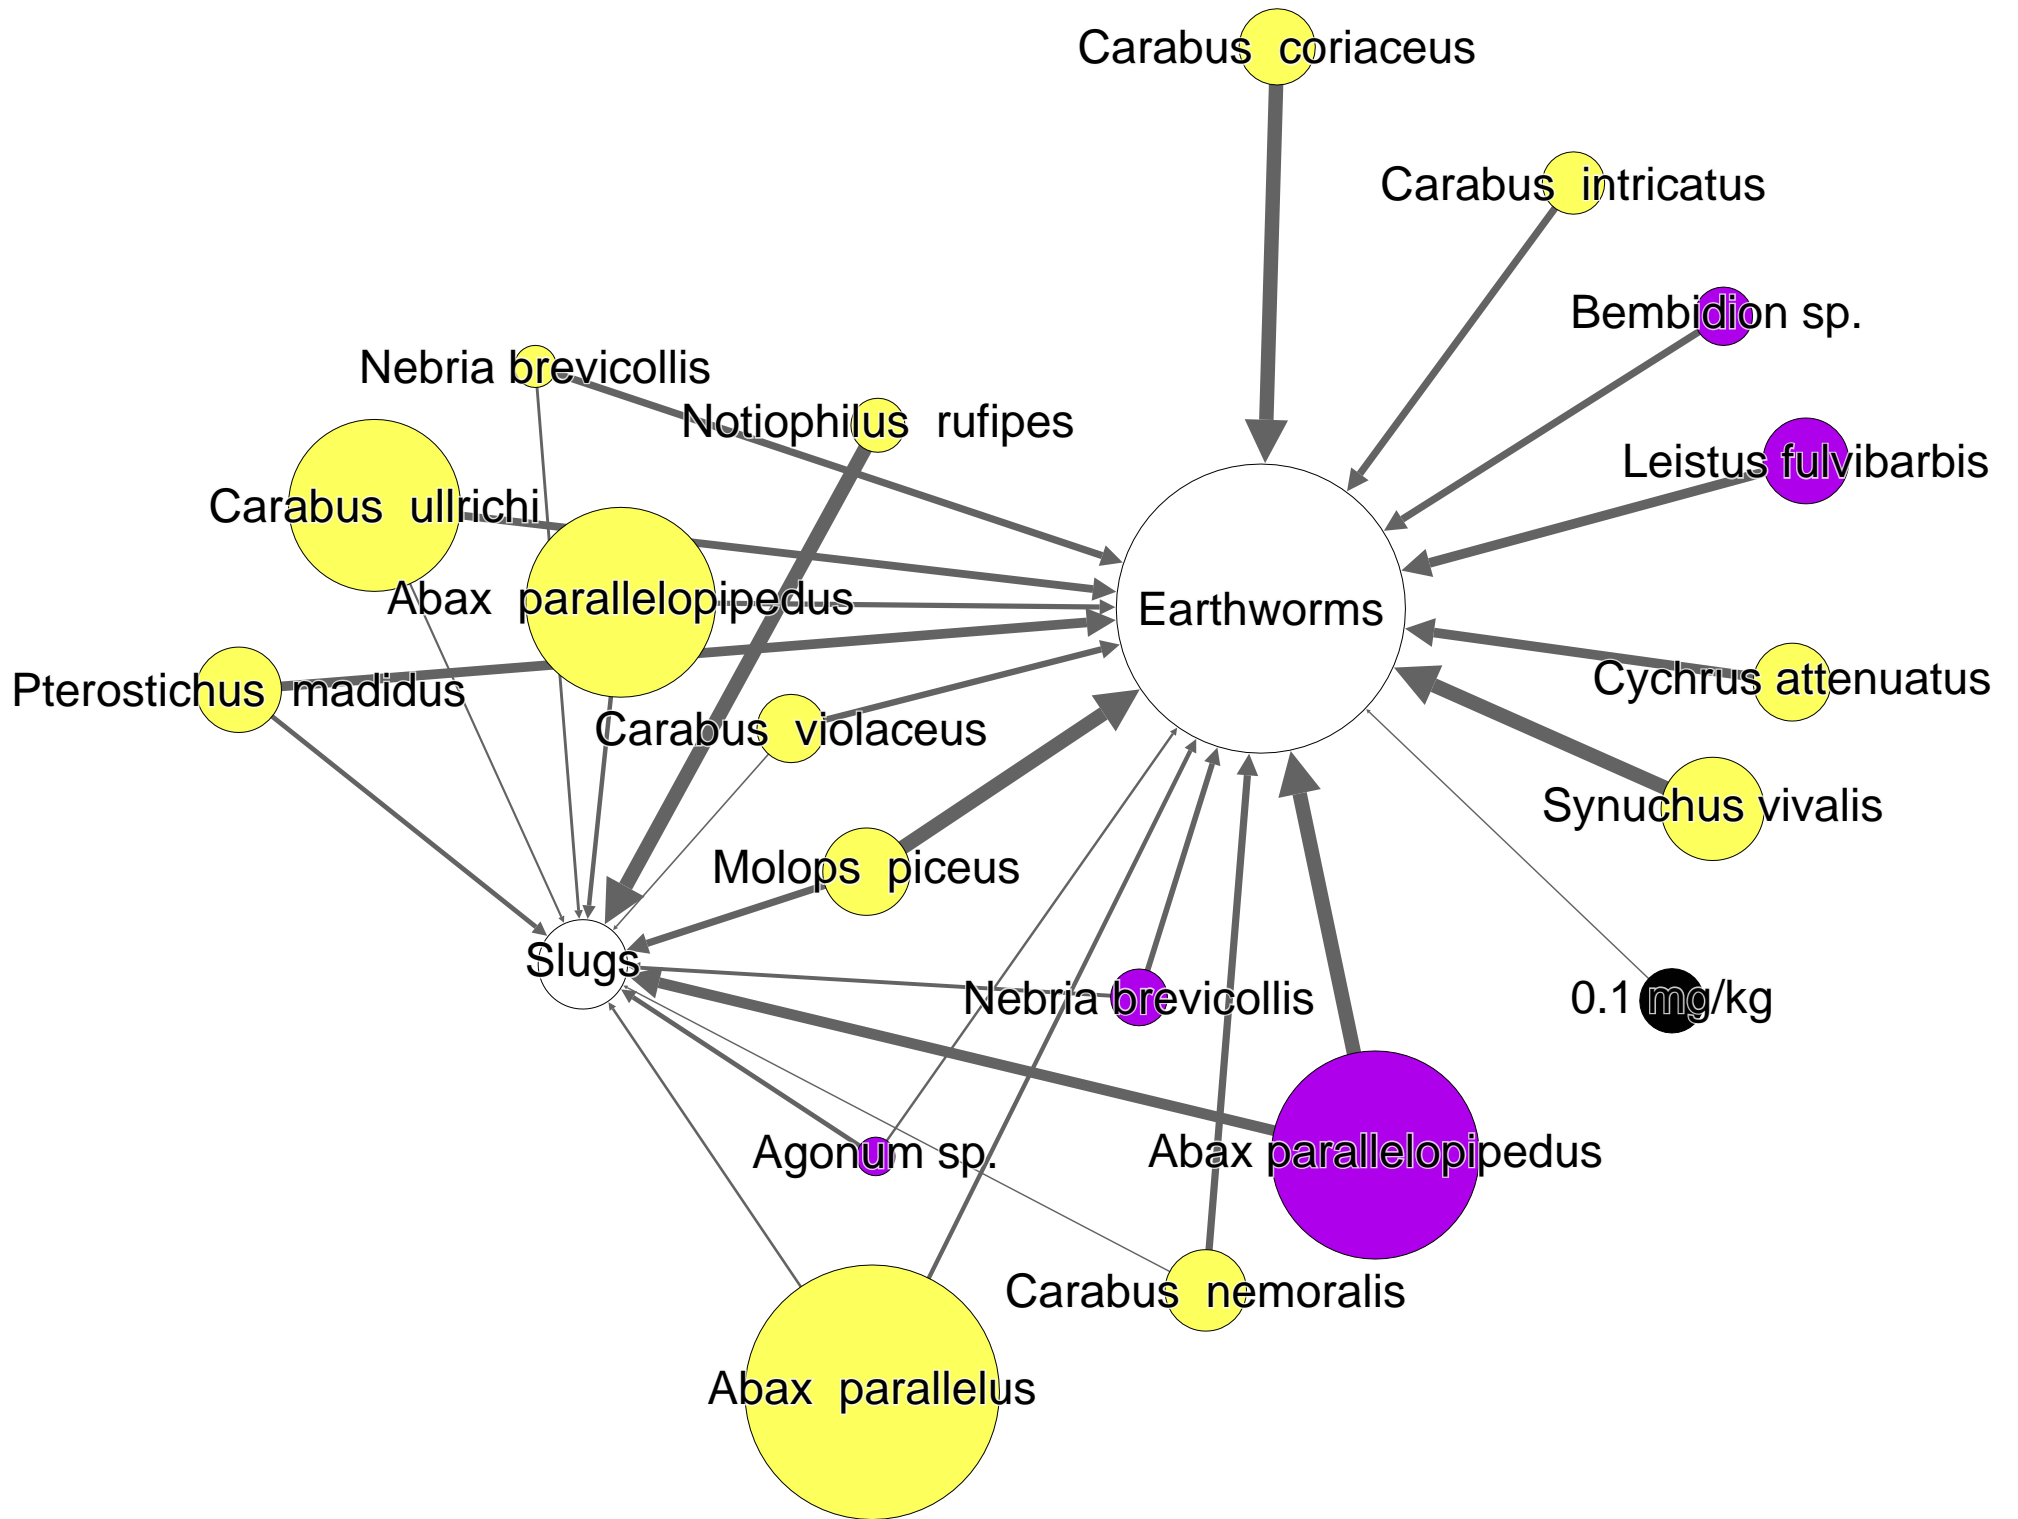 Carabus coriaceus
Carabus intricatus
Bembidion sp.
Nebria brevicollis
Notiophilus rufipes
Leistus fulvibarbis
Carabus ullrichi
Abax parallelopipedus
Earthworms
Pterostichus madidus
Cychrus attenuatus
Carabus violaceus
Synuchus vivalis
Molops piceus
Slugs
Nebria brevicollis
0.1 mg/kg
Agonum sp.
Abax parallelopipedus
Carabus nemoralis
Abax parallelus